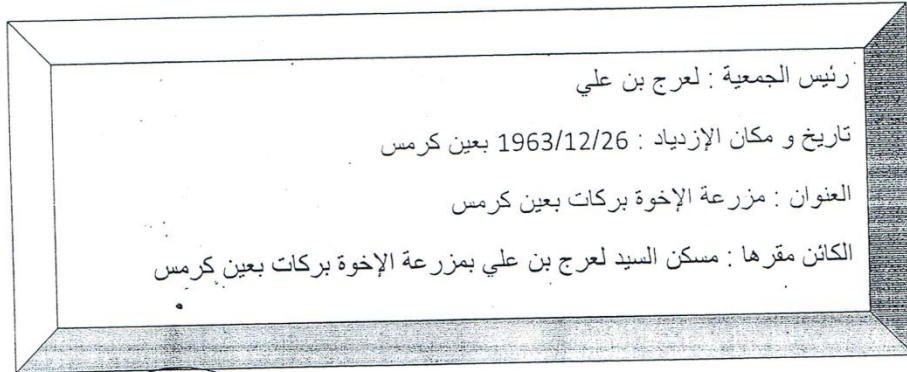 رئيس الجمعية : لعرج بن علي
تاريخ و مكان الإزدياد : 1963/12/26 بعين كرمس
العنوان : مزرعة الإخوة بركات بعين كرمس
الكائن مقرها : مسكن السيد لعرج بن علي بمزرعة الإخوة بركات بعين كرمس